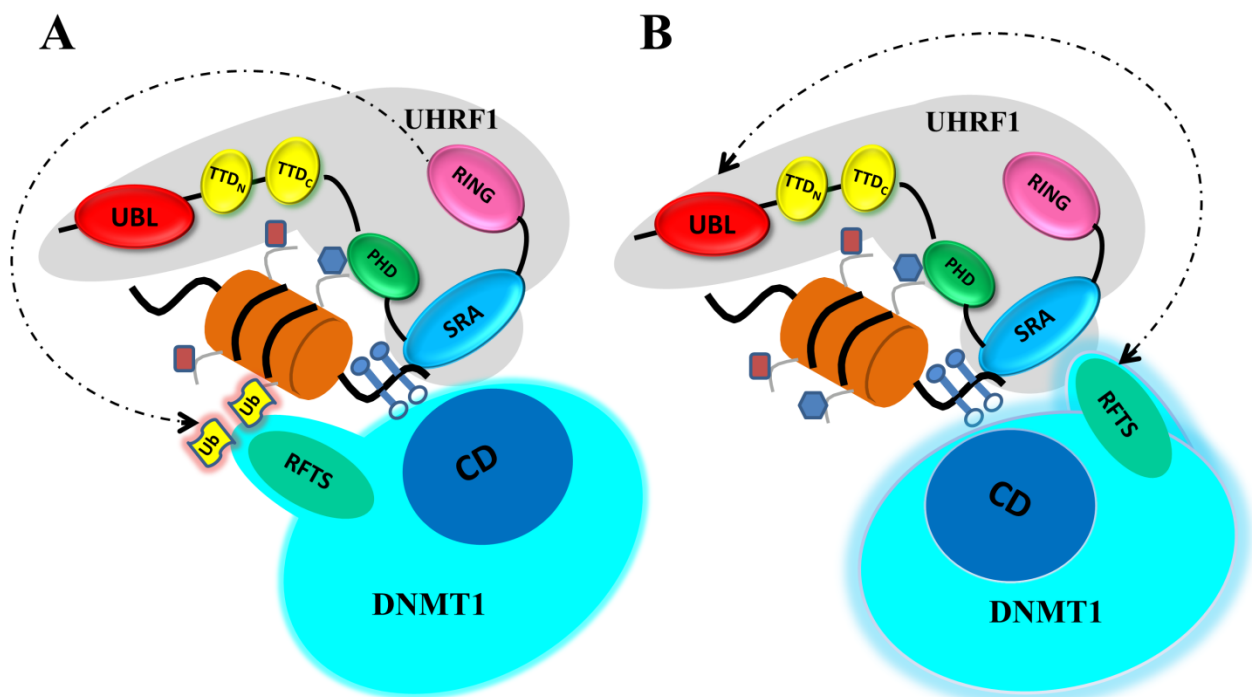 A
UHRF1
TTDN
TTDC
RING
UBL
PHD
SRA
Ub
Ub
RFTS
CD
DNMT1
B
UHRF1
TTDN
TTDC
RING
UBL
PHD
SRA
RFTS
CD
DNMT1